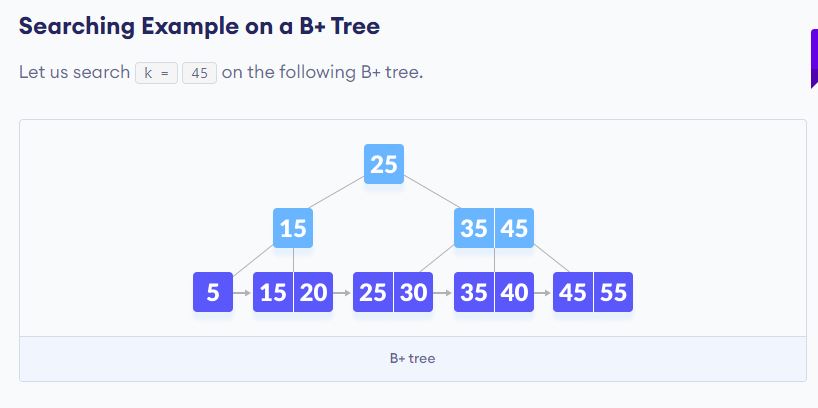 Searching Example on a B+ Tree
Let us search k = 45 on the following B+ tree.
25
15 35 45
5 15 20 25 30 35 40 45 55
B+ tree